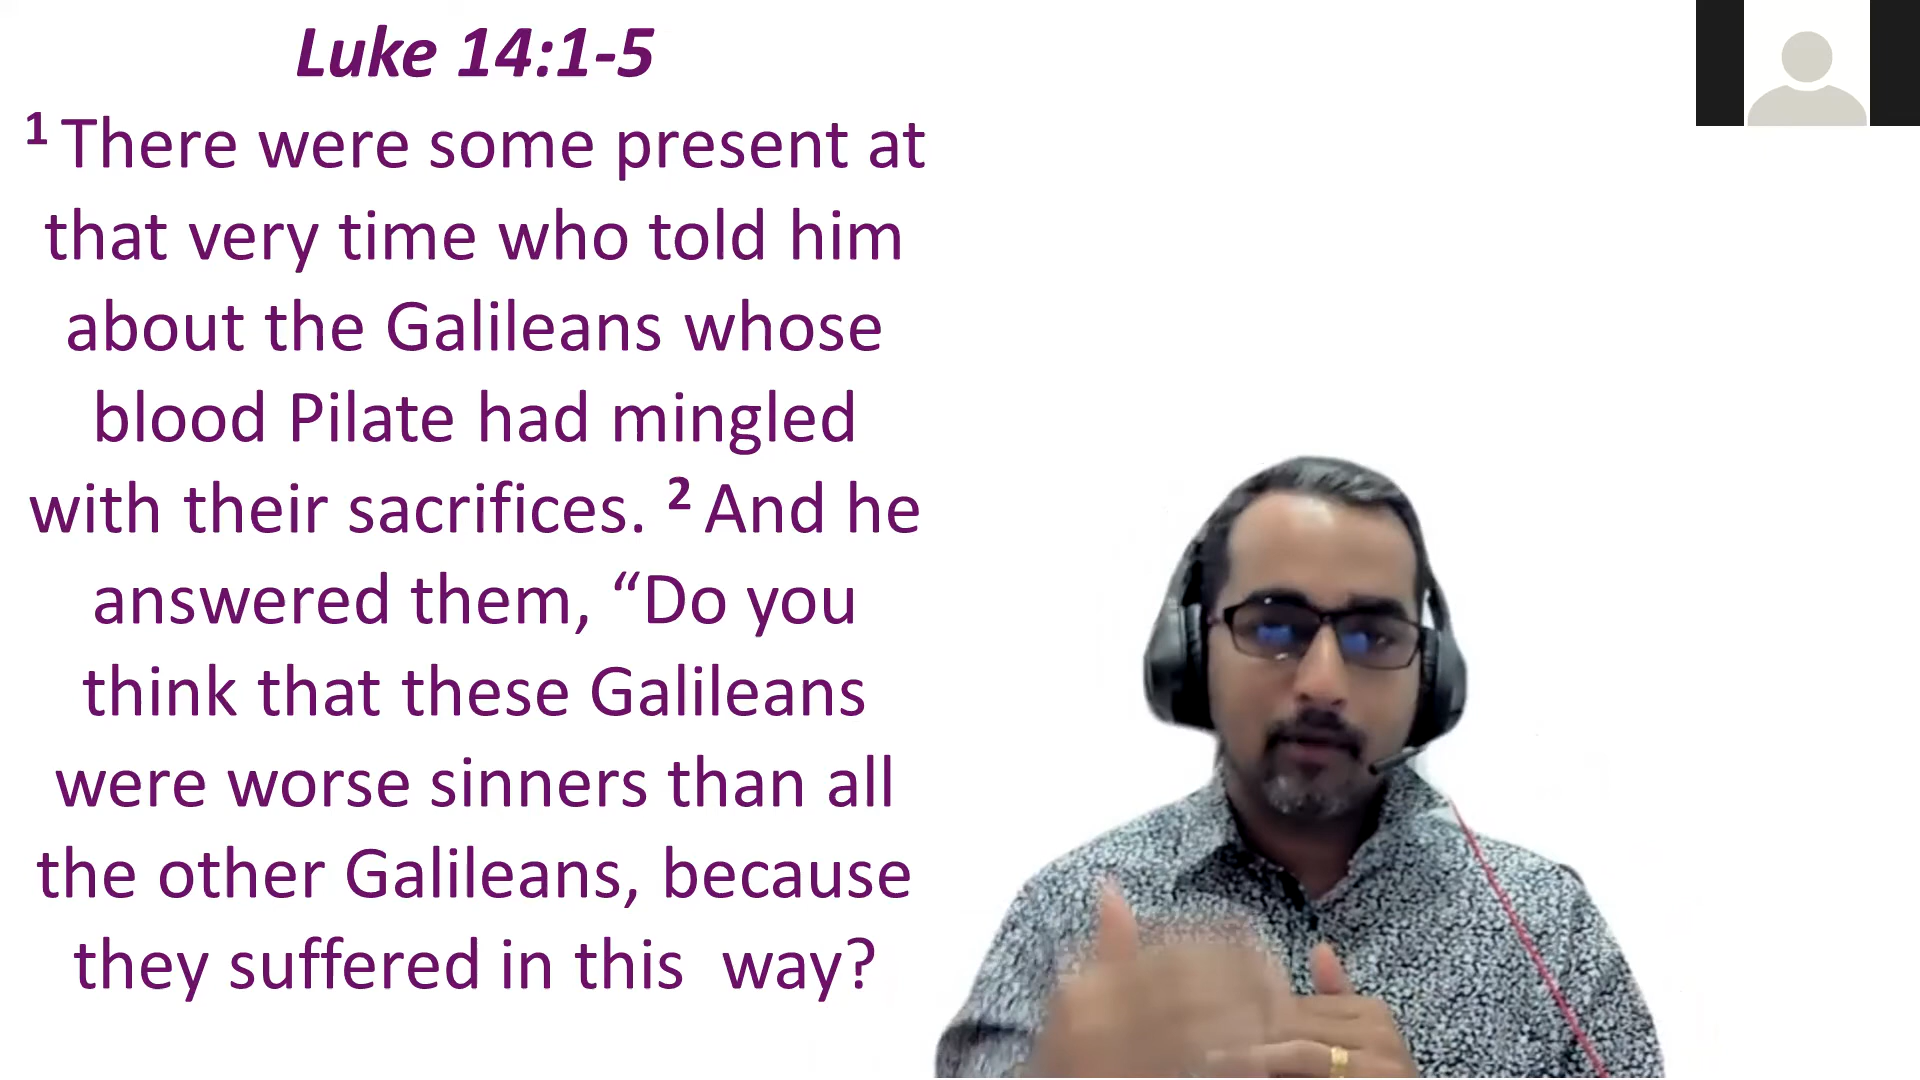 Luke 14:1-5
1 There were some present at
that very time who told him
about the Galileans whose
blood Pilate had mingled
with their sacrifices. 2 And he
answered them, “Do you
think that these Galileans
were worse sinners than all
the other Galileans, because
they suffered in this  way?